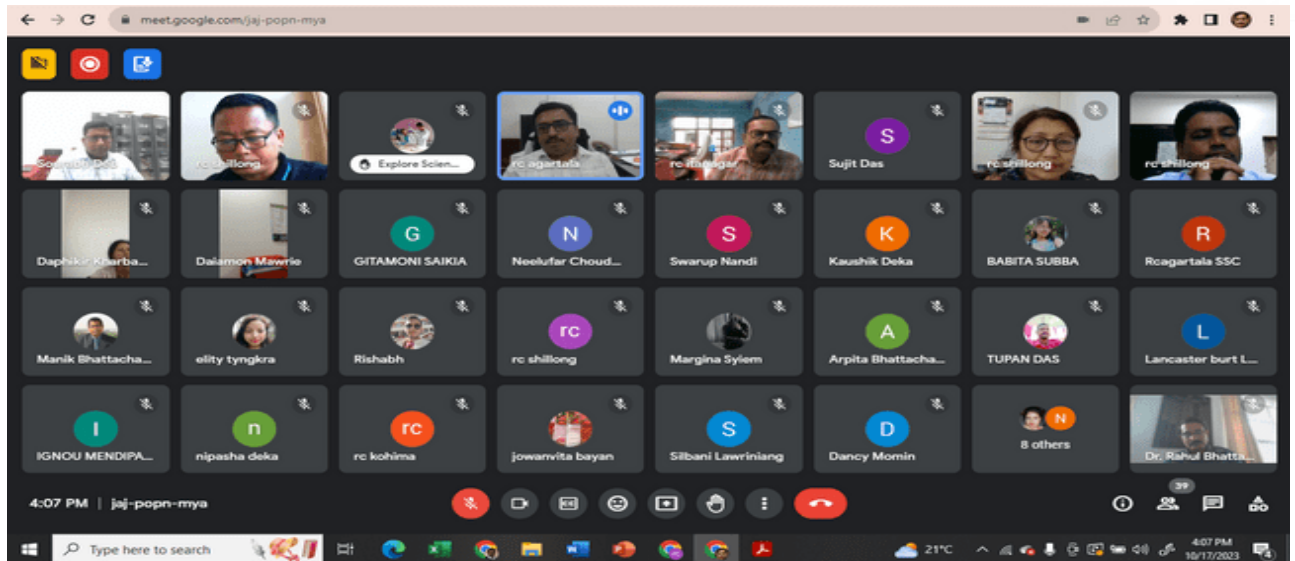 meet.google.com/jaj-popn-mya
rc shillong
Explore Scien...
rc agartala
rc itanagar
S
Sujit Das
rc shillong
rc shillong
Daphikir Kharba...
Daiamon Mawrie
G
GITAMONI SAIKIA
N
Neelufar Choud...
S
Swarup Nandi
K
Kaushik Deka
BABITA SUBBA
R
Rcagartala SSC
Manik Bhattacha...
elity tyngkra
Rishabh
rc
rc shillong
Margina Syiem
A
Arpita Bhattacha...
TUPAN DAS
L
Lancaster burt L...
I
IGNOU MENDIPA...
n
nipasha deka
rc
rc kohima
jowanvita bayan
S
Silbani Lawriniang
D
Dancy Momin
N
8 others
Dr. Rahul Bhatta...
4:07 PM | jaj-popn-mya
39
Type here to search
21°C
4:07 PM
10/17/2023